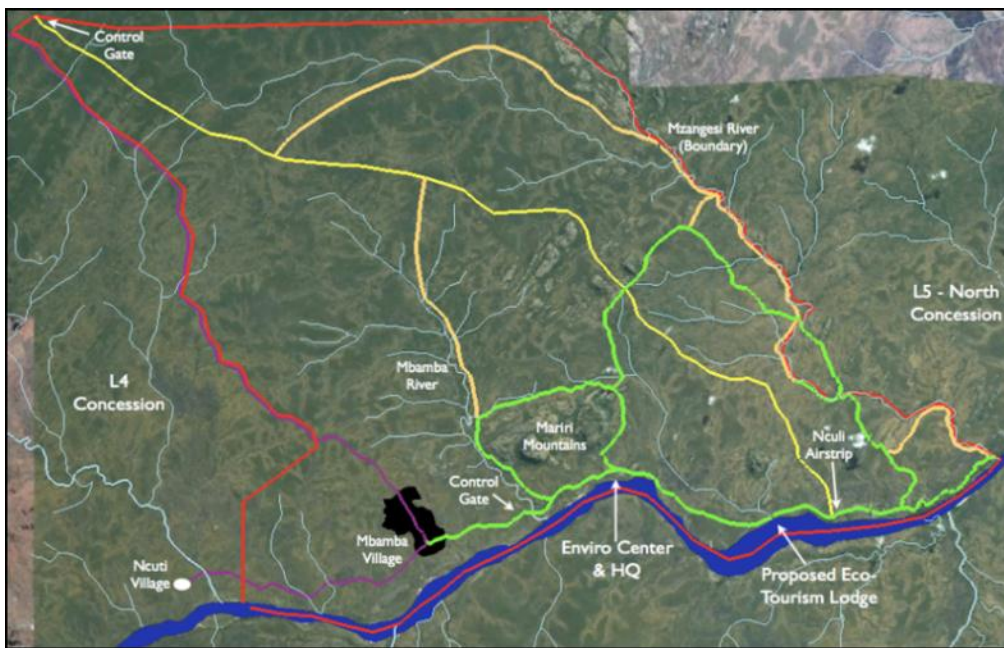 Control
Gate
Mzangesi River
(Boundary)
L5 - North
Concession
Mbamba
River
L4
Concession
Mariri
Mountains
Nculi
Airstrip
Control
Gate
Mbamba
Village
Enviro Center
& HQ
Ncuti
Village
Proposed Eco-
Tourism Lodge